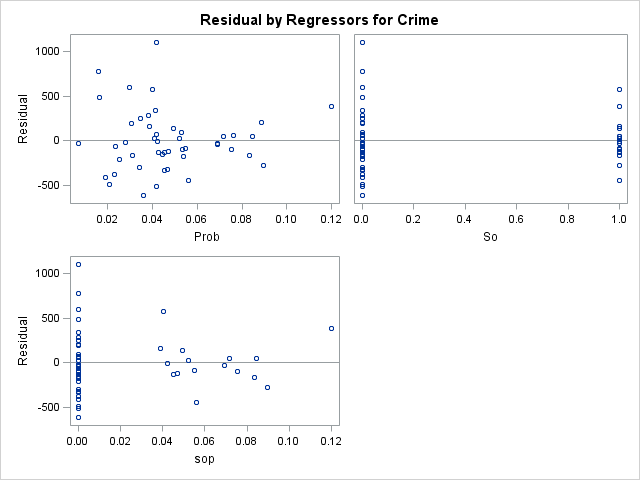 Residual by Regressors for Crime
1000
500
0
-500
Residual
0.02 0.04 0.06 0.08 0.10 0.12
Prob
0.0 0.2 0.4 0.6 0.8 1.0
So
1000
500
0
-500
Residual
0.00 0.02 0.04 0.06 0.08 0.10 0.12
sop